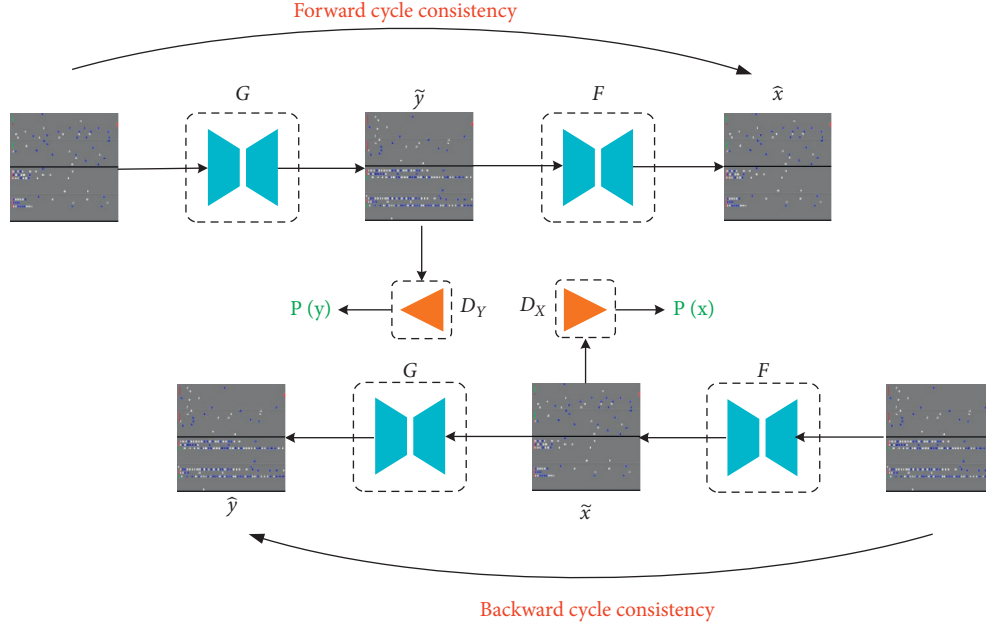 Forward cycle consistency
G
ỹ
F
x̂
P (y)
D_Y
D_X
P (x)
G
F
ŷ
x̃
Backward cycle consistency